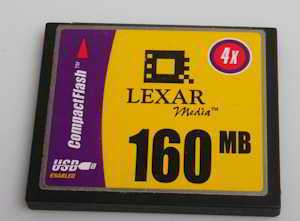 4x
CompactFlash™
LEXAR
Media™
160 MB
USB
ENABLED